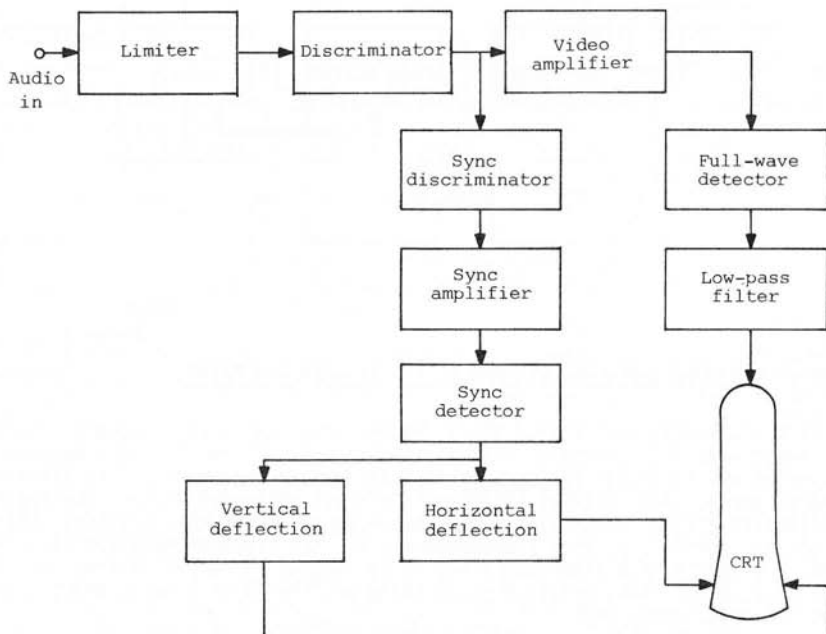 Audio
in
Limiter
Discriminator
Video
amplifier
Sync
discriminator
Full-wave
detector
Sync
amplifier
Low-pass
filter
Sync
detector
Vertical
deflection
Horizontal
deflection
CRT